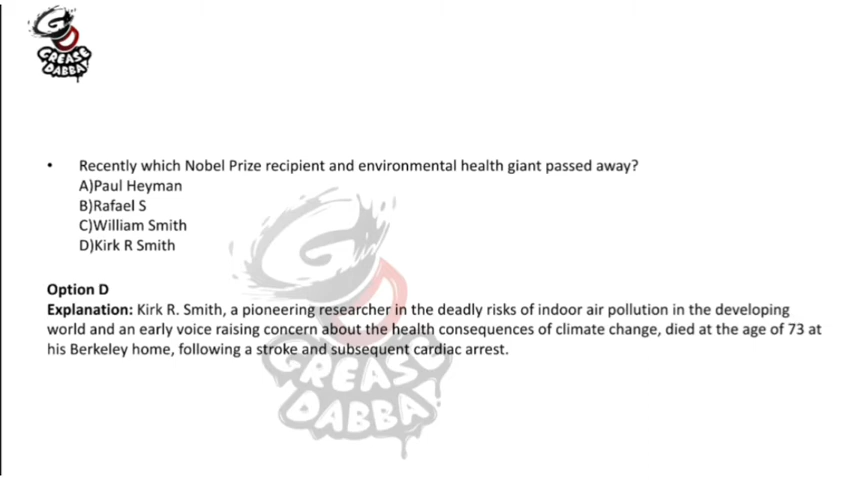 GREASE
DABBA
• Recently which Nobel Prize recipient and environmental health giant passed away?
A)Paul Heyman
B)Rafael S
C)William Smith
D)Kirk R Smith
Option D
Explanation: Kirk R. Smith, a pioneering researcher in the deadly risks of indoor air pollution in the developing
world and an early voice raising concern about the health consequences of climate change, died at the age of 73 at
his Berkeley home, following a stroke and subsequent cardiac arrest.
GREASE
DABBA